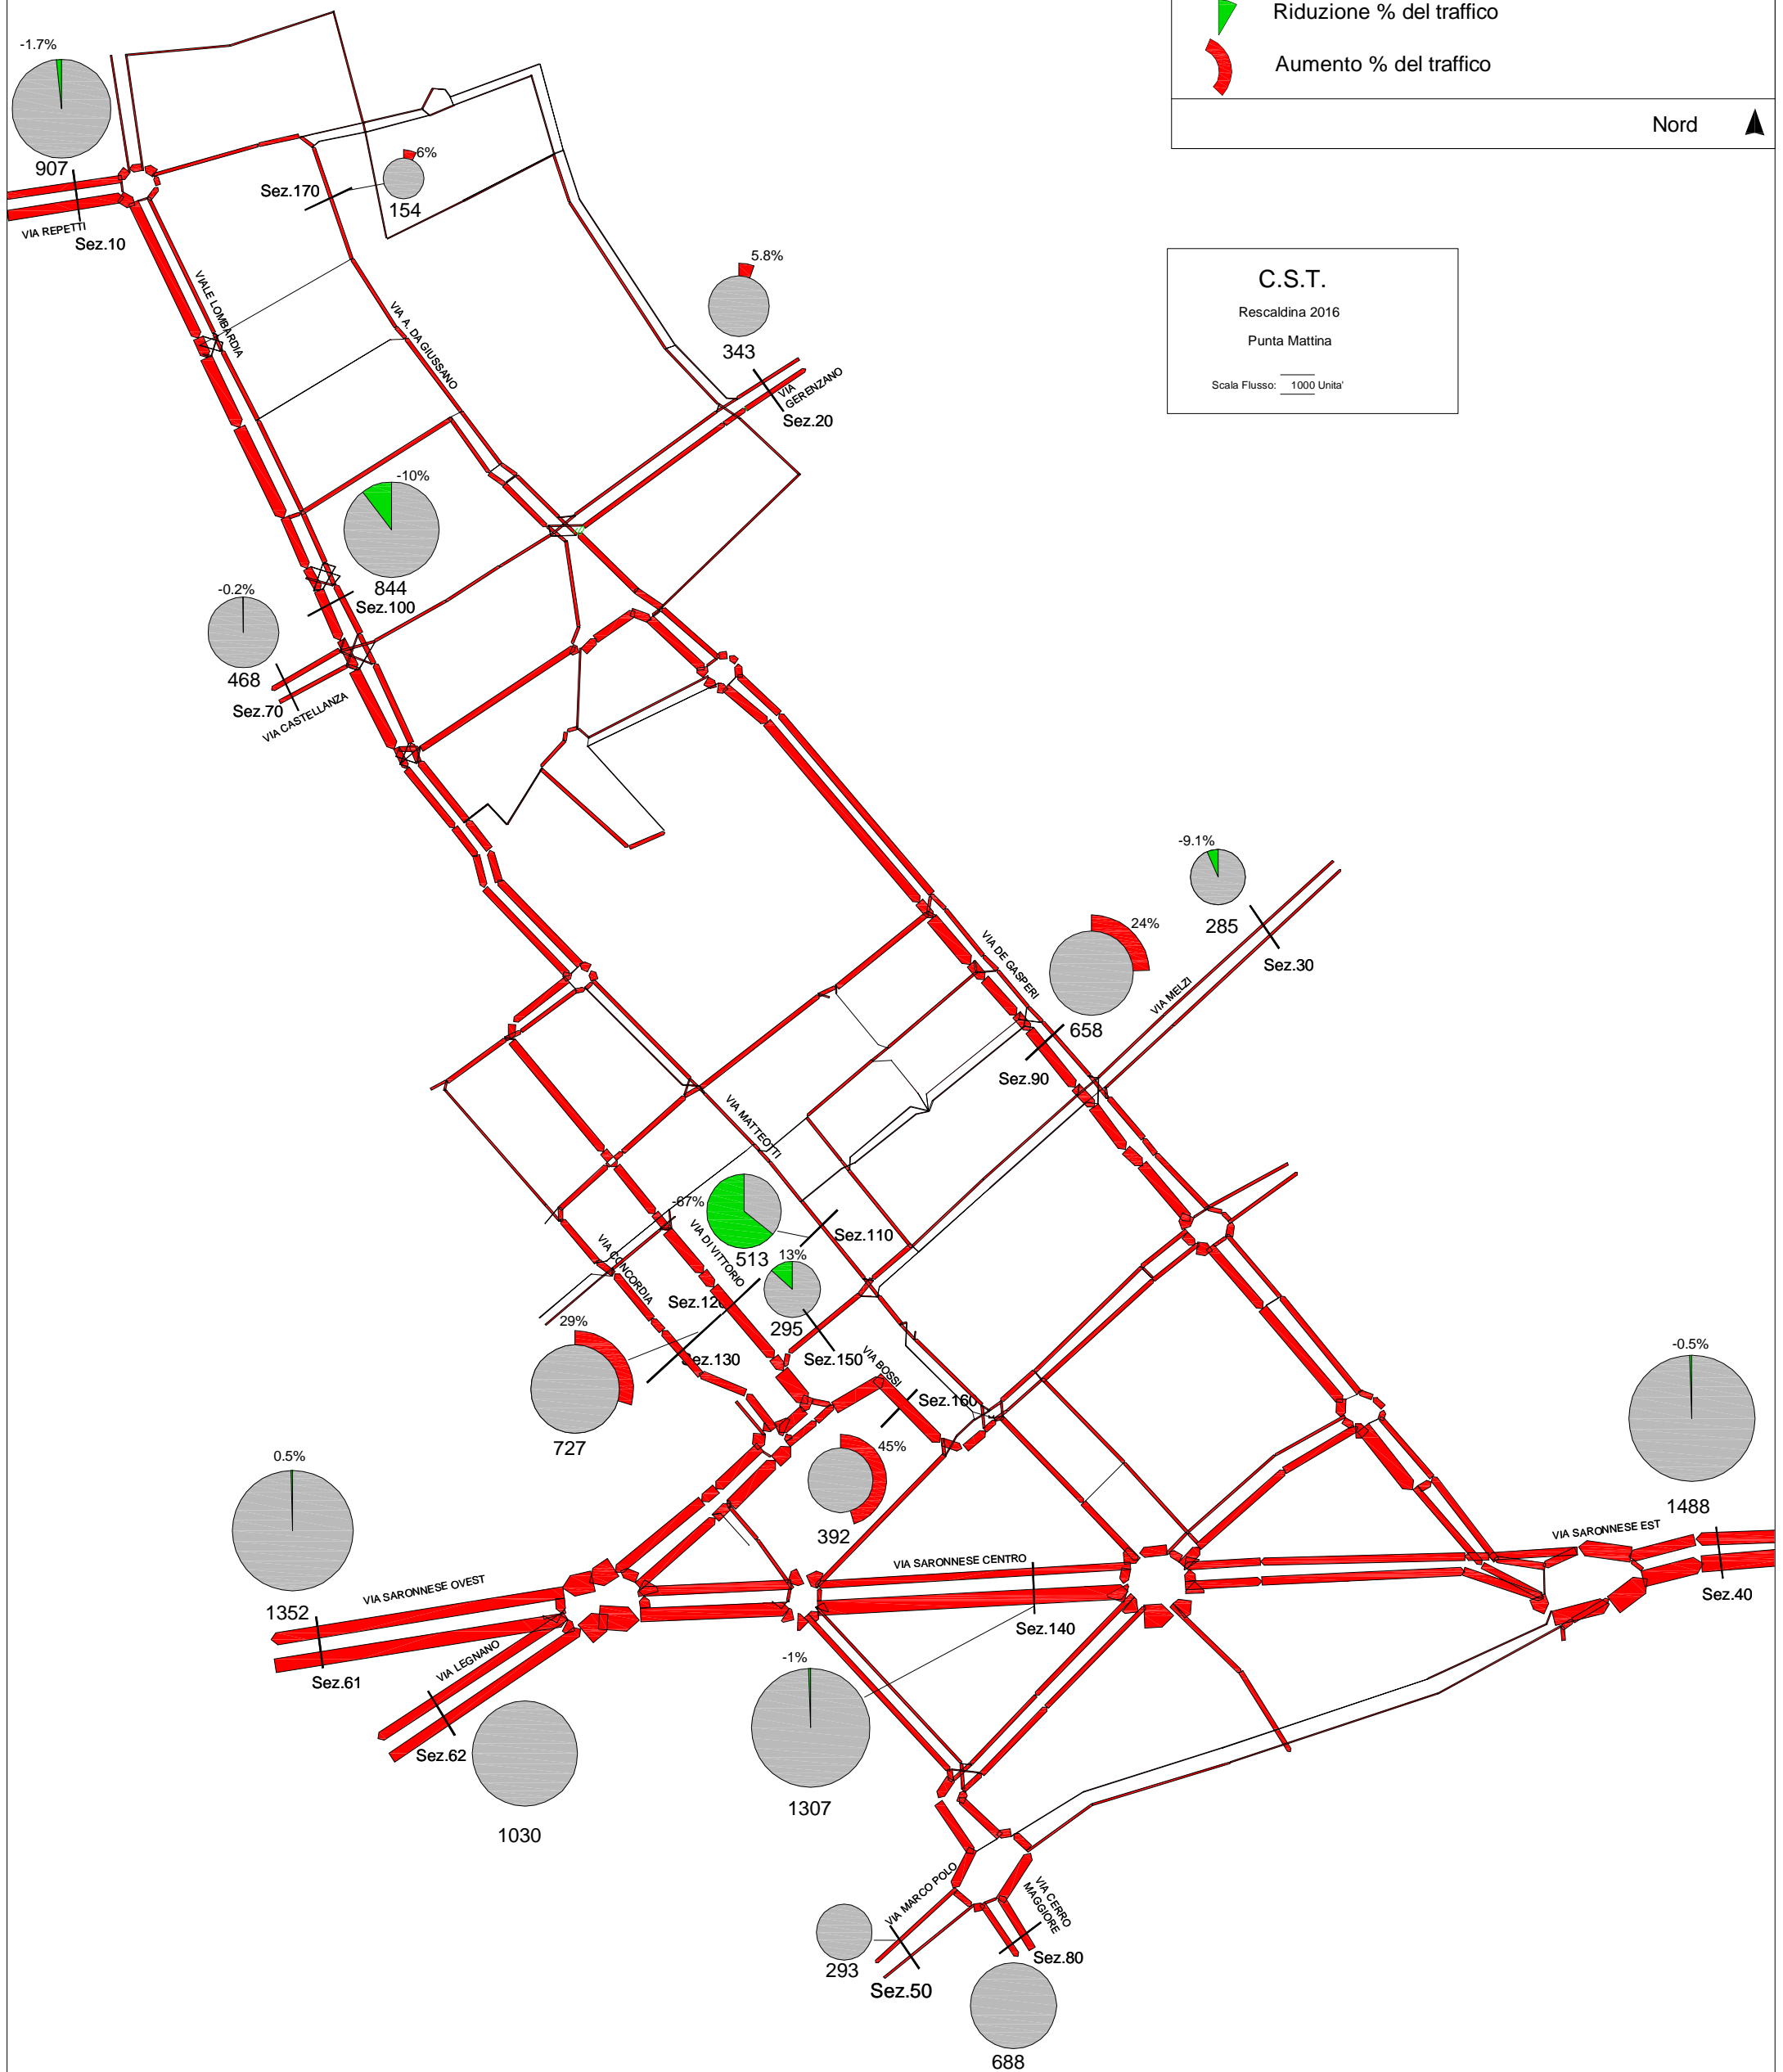 Riduzione % del traffico
Aumento % del traffico
Nord
-1.7%
907
VIA REPETTI
Sez.10
Sez.170
6%
154
VIALE LOMBARDIA
VIA A. DA GIUSSANO
5.8%
343
VIA
GERENZANO
Sez.20
C.S.T.
Rescaldina 2016
Punta Mattina
Scala Flusso: 1000 Unita'
-10%
844
Sez.100
-0.2%
468
Sez.70
VIA CASTELLANZA
-9.1%
285
Sez.30
VIA MELZI
24%
658
VIA DE GASPERI
Sez.90
VIA MATTEOTTI
-67%
513
Sez.110
VIA DI VITTORIO
VIA CONCORDIA
13%
295
Sez.120
Sez.130
Sez.150
29%
727
VIA BOSSI
Sez.160
45%
392
-0.5%
1488
VIA SARONNESE EST
Sez.40
0.5%
1352
VIA SARONNESE OVEST
Sez.61
VIA LEGNANO
Sez.62
1030
VIA SARONNESE CENTRO
Sez.140
-1%
1307
VIA MARCO POLO
VIA CERRO
MAGGIORE
293
Sez.50
Sez.80
688